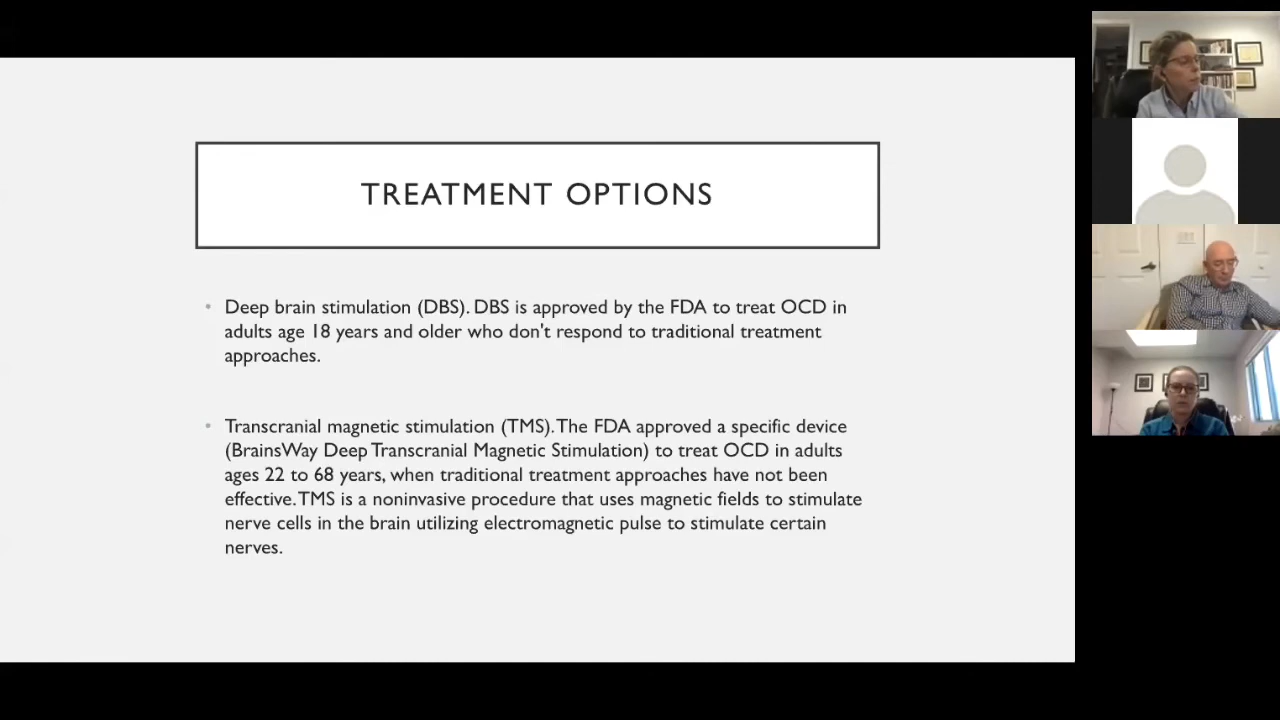 TREATMENT OPTIONS
• Deep brain stimulation (DBS). DBS is approved by the FDA to treat OCD in
adults age 18 years and older who don't respond to traditional treatment
approaches.
• Transcranial magnetic stimulation (TMS). The FDA approved a specific device
(BrainsWay Deep Transcranial Magnetic Stimulation) to treat OCD in adults
ages 22 to 68 years, when traditional treatment approaches have not been
effective. TMS is a noninvasive procedure that uses magnetic fields to stimulate
nerve cells in the brain utilizing electromagnetic pulse to stimulate certain
nerves.